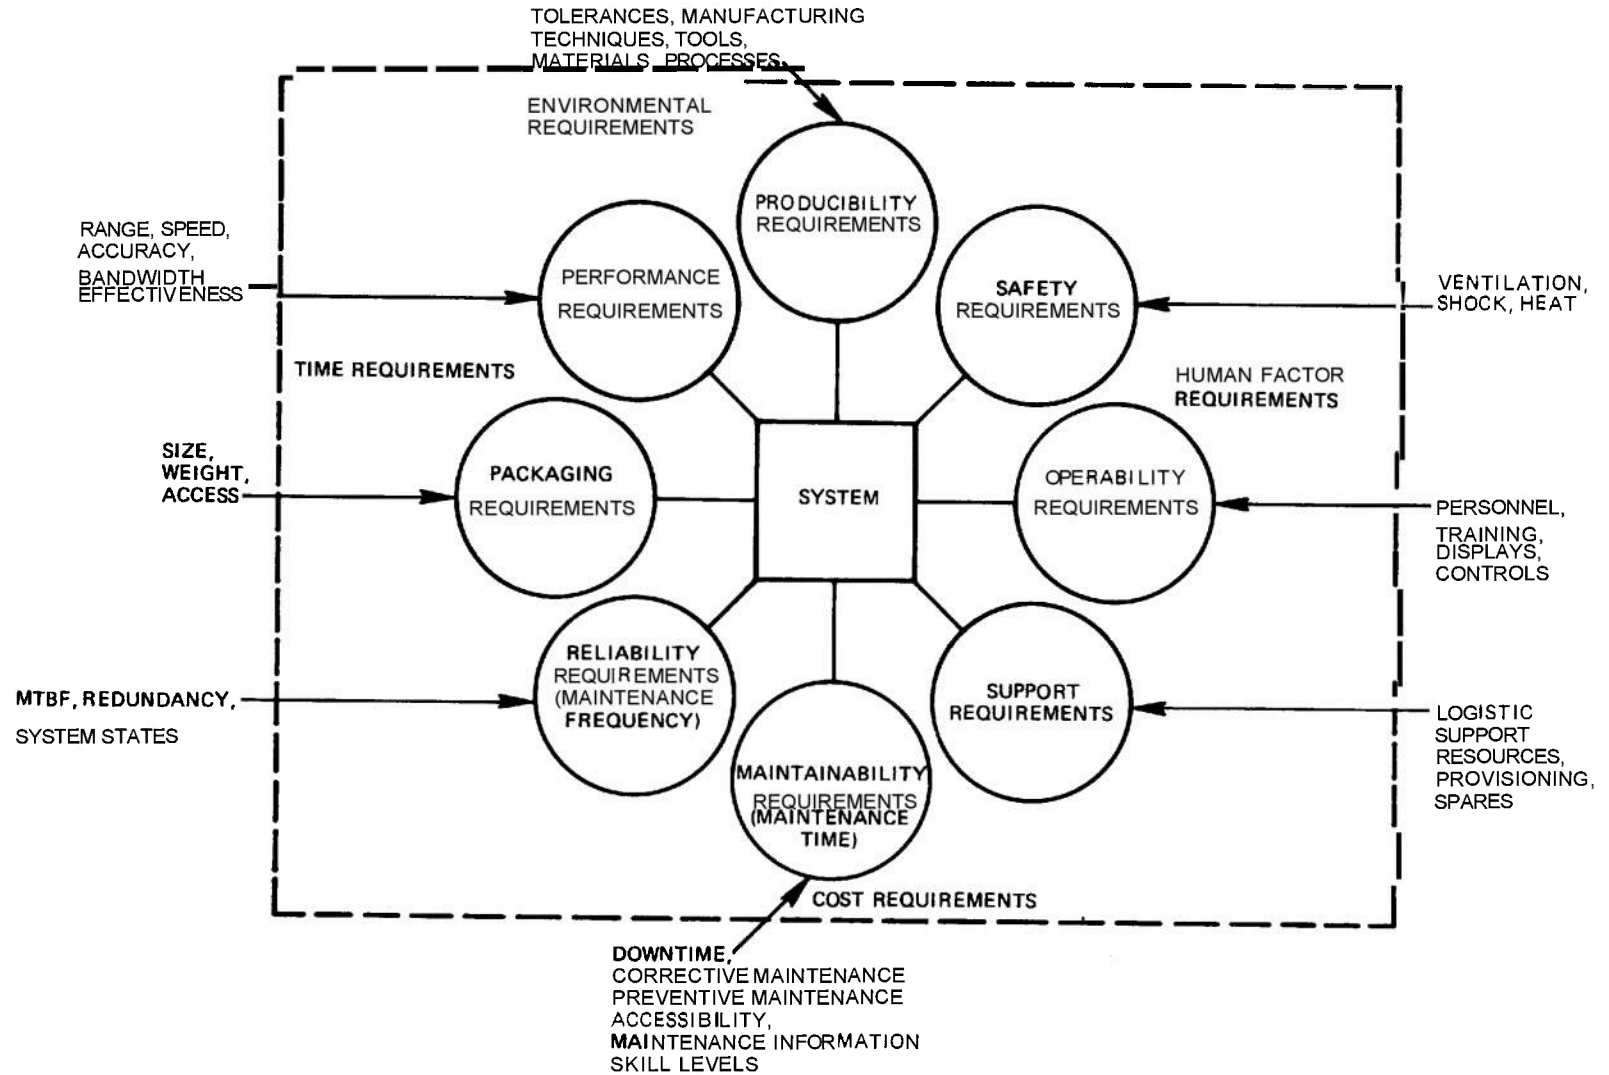 TOLERANCES, MANUFACTURING
TECHNIQUES, TOOLS,
MATERIALS PROCESSES
ENVIRONMENTAL
REQUIREMENTS
PRODUCIBILITY
REQUIREMENTS
RANGE, SPEED,
ACCURACY,
BANDWIDTH
EFFECTIVENESS
PERFORMANCE
REQUIREMENTS
SAFETY
REQUIREMENTS
VENTILATION,
SHOCK, HEAT
TIME REQUIREMENTS
HUMAN FACTOR
REQUIREMENTS
SIZE,
WEIGHT,
ACCESS
PACKAGING
REQUIREMENTS
SYSTEM
OPERABILITY
REQUIREMENTS
PERSONNEL,
TRAINING,
DISPLAYS,
CONTROLS
MTBF, REDUNDANCY,
SYSTEM STATES
RELIABILITY
REQUIREMENTS
(MAINTENANCE
FREQUENCY)
SUPPORT
REQUIREMENTS
LOGISTIC
SUPPORT
RESOURCES,
PROVISIONING,
SPARES
MAINTAINABILITY
REQUIREMENTS
(MAINTENANCE
TIME)
COST REQUIREMENTS
DOWNTIME,
CORRECTIVE MAINTENANCE
PREVENTIVE MAINTENANCE
ACCESSIBILITY,
MAINTENANCE INFORMATION
SKILL LEVELS